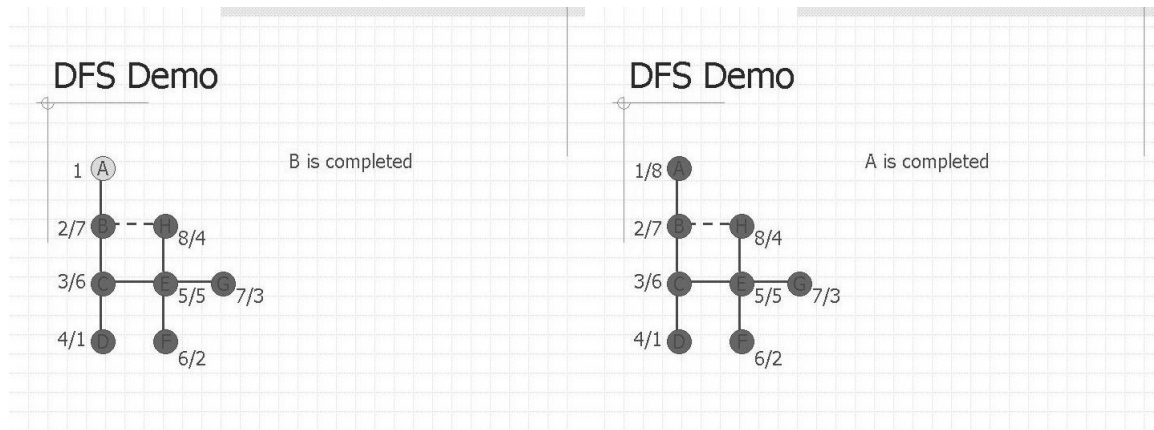 DFS Demo
B is completed
1 A
2/7 B H
8/4
3/6 C E G
5/5 7/3
4/1 D F
6/2
DFS Demo
A is completed
1/8 A
2/7 B H
8/4
3/6 C E G
5/5 7/3
4/1 D F
6/2